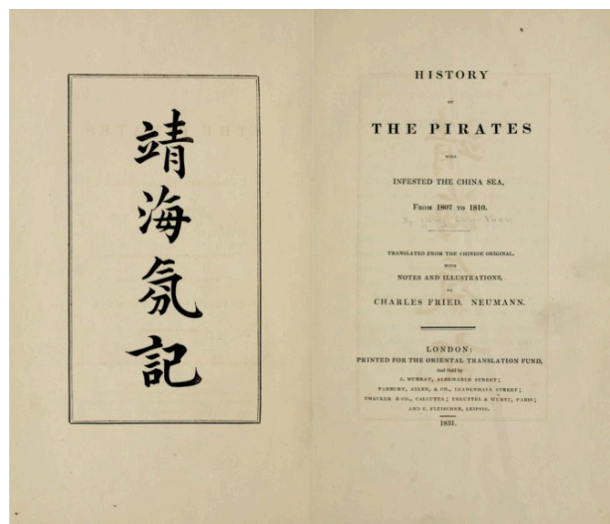 靖海氛記
HISTORY
OF
THE PIRATES
WHO
INFESTED THE CHINA SEA,
FROM 1807 TO 1810.
TRANSLATED FROM THE CHINESE ORIGINAL,
WITH
NOTES AND ILLUSTRATIONS,
BY
CHARLES FRIED. NEUMANN.
LONDON:
PRINTED FOR THE ORIENTAL TRANSLATION FUND,
And Sold by
J. MURRAY, ALBEMARLE STREET;
PARBURY, ALLEN, & CO., LEADENHALL STREET;
THACKER & CO., CALCUTTA; TREUTTEL & WURTZ, PARIS;
AND E. FLEISCHER, LEIPSIG.
1831.